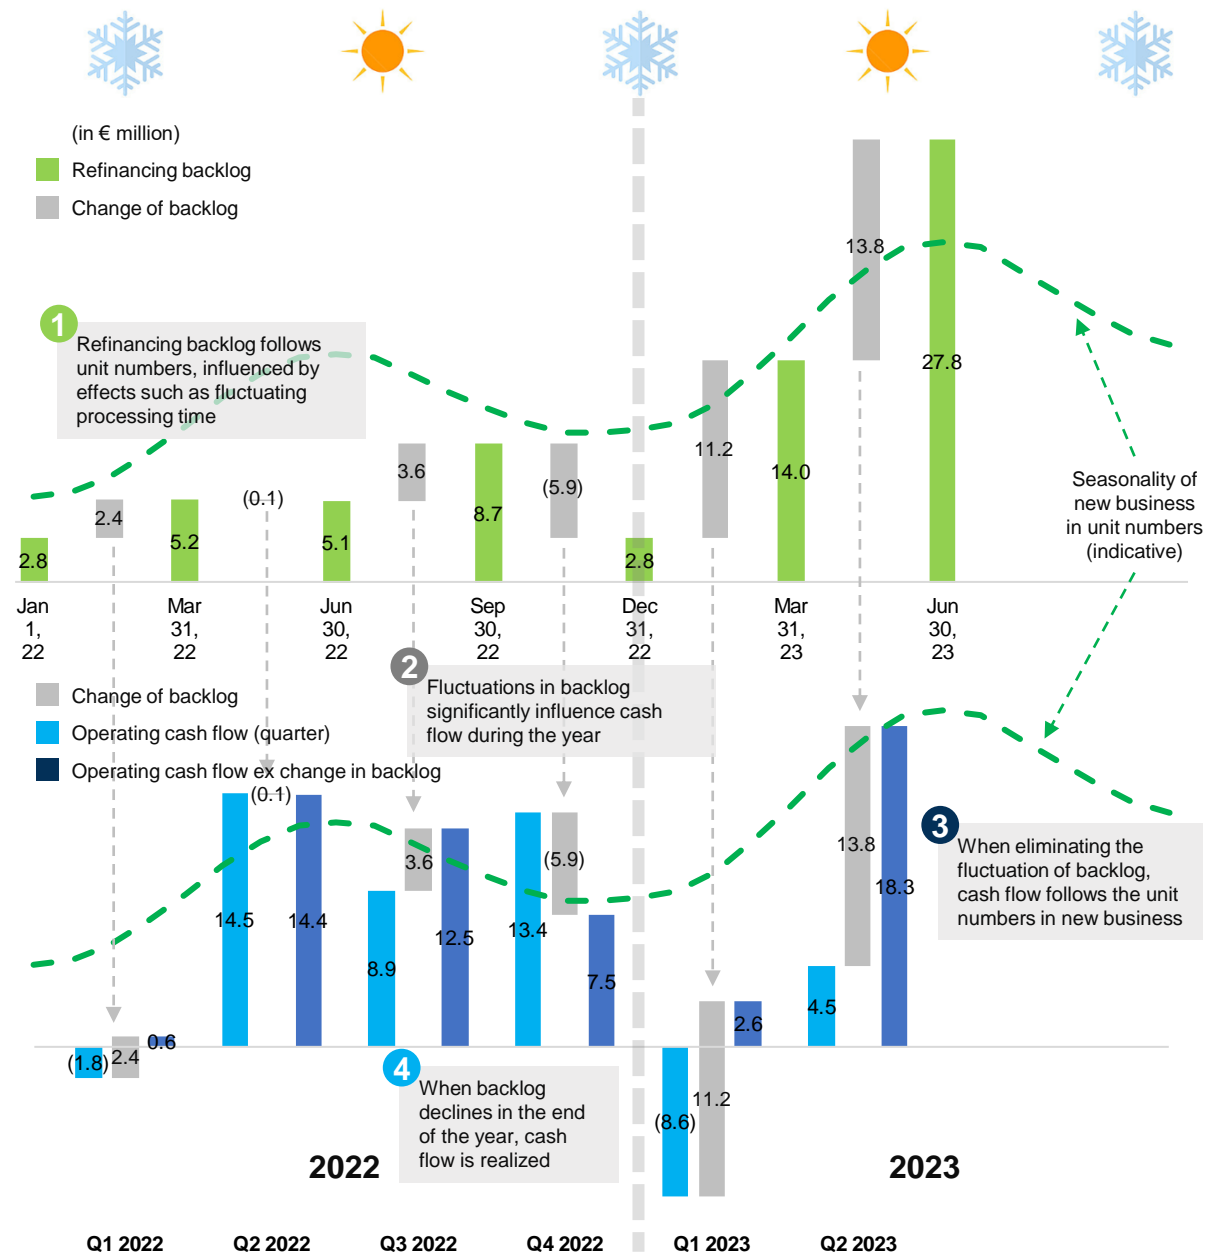 (in € million)
Refinancing backlog
Change of backlog
1
Refinancing backlog follows
unit numbers, influenced by
effects such as fluctuating
processing time
2.8
2.4
5.2
(0.1)
5.1
3.6
8.7
(5.9)
2.8
11.2
14.0
13.8
27.8
Seasonality of
new business
in unit numbers
(indicative)
Jan
1,
22
Mar
31,
22
Jun
30,
22
Sep
30,
22
Dec
31,
22
Mar
31,
23
Jun
30,
23
2
Fluctuations in backlog
significantly influence cash
flow during the year
Change of backlog
Operating cash flow (quarter)
Operating cash flow ex change in backlog
(1.8)
2.4
0.6
14.5
(0.1)
14.4
8.9
3.6
12.5
13.4
(5.9)
7.5
(8.6)
11.2
2.6
4.5
13.8
18.3
3
When eliminating the
fluctuation of backlog,
cash flow follows the unit
numbers in new business
4
When backlog
declines in the end
of the year, cash
flow is realized
2022
2023
Q1 2022
Q2 2022
Q3 2022
Q4 2022
Q1 2023
Q2 2023